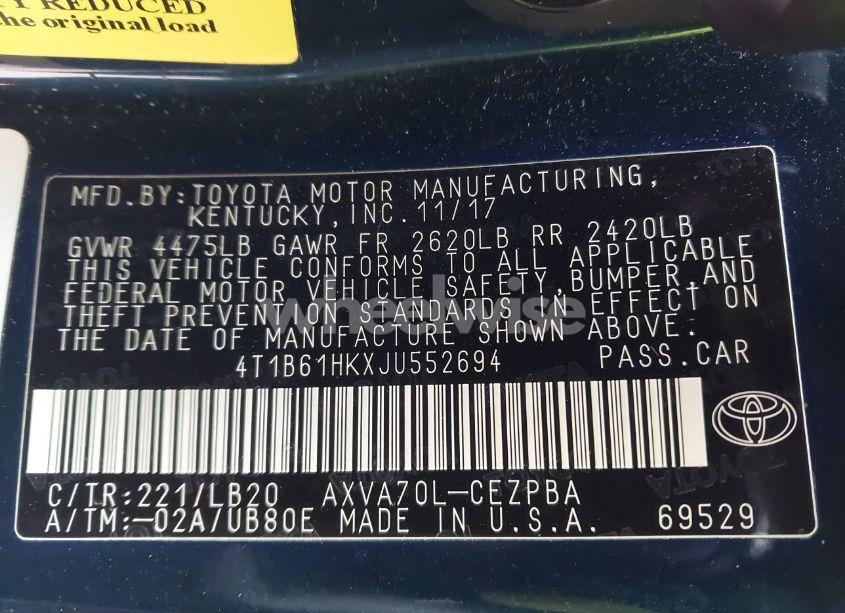 TY REDUCED
the original load
MFD.BY:TOYOTA MOTOR MANUFACTURING,
KENTUCKY,INC.11/17
GVWR 4475LB GAWR FR 2620LB RR 2420LB
THIS VEHICLE CONFORMS TO ALL APPLICABLE
FEDERAL MOTOR VEHICLE SAFETY,BUMPER,AND
THEFT PREVENTION STANDARDS IN EFFECT ON
THE DATE OF MANUFACTURE SHOWN ABOVE.
wheelwise
4T1B61HKXJU552694 PASS.CAR
C/TR:221/LB20 AXVA70L-CEZPBA
A/TM:-02A/UB80E MADE IN U.S.A. 69529